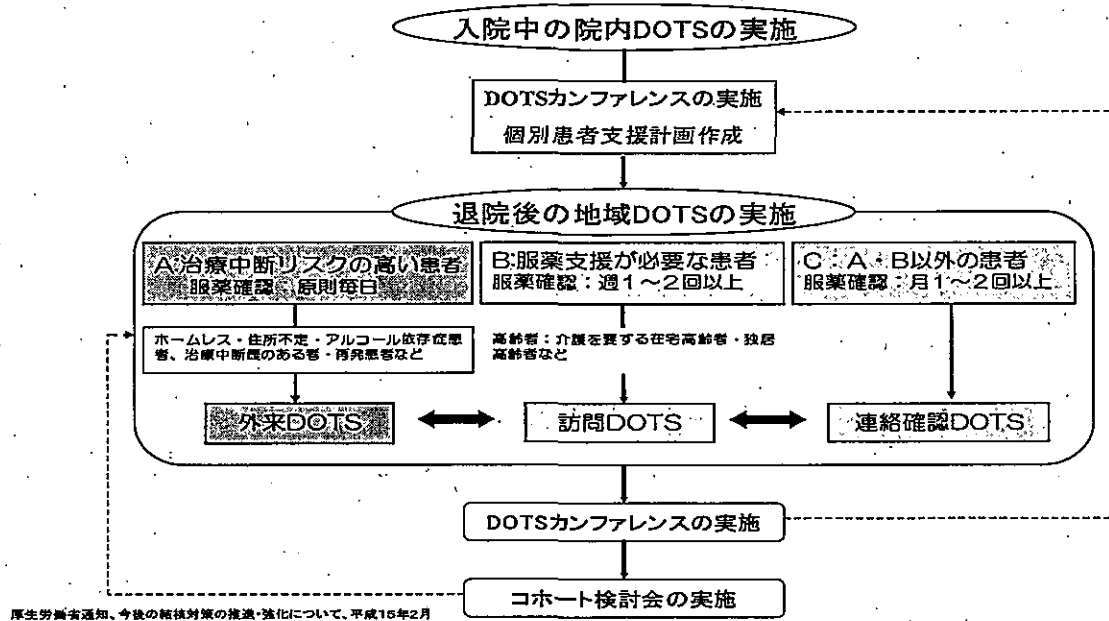 入院中の院内DOTSの実施
DOTSカンファレンスの実施
個別患者支援計画作成
退院後の地域DOTSの実施
A:治療中断リスクの高い患者
服薬確認:原則毎日
B:服薬支援が必要な患者
服薬確認:週1~2回以上
C:A・B以外の患者
服薬確認:月1~2回以上
ホームレス・住所不定・アルコール依存症患
者、治療中断歴のある者・再発患者など
高齢者:介護を要する在宅高齢者・独居
高齢者など
外来DOTS
訪問DOTS
連絡確認DOTS
DOTSカンファレンスの実施
コホート検討会の実施
厚生労働省通知、今後の結核対策の推進・強化について、平成15年2月